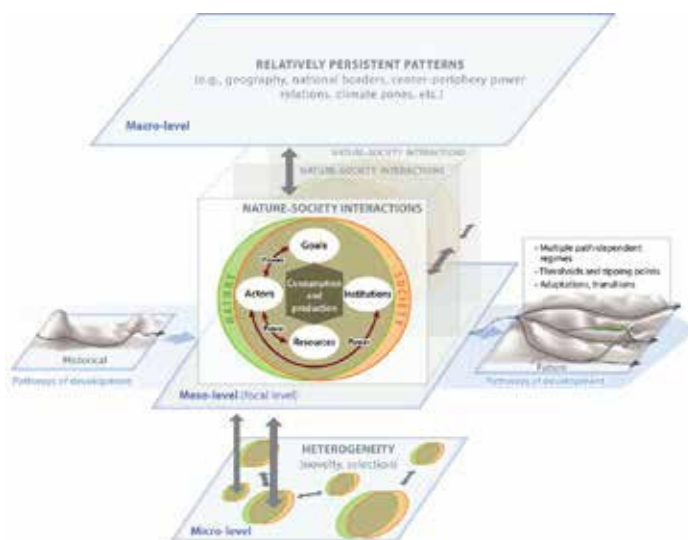 RELATIVELY PERSISTENT PATTERNS
(e.g., geography, national borders, center-periphery power
relations, climate zones, etc.)
Macro-level
NATURE-SOCIETY INTERACTIONS
NATURE-SOCIETY INTERACTIONS
NATURE-SOCIETY INTERACTIONS
Goals
Power
NATURE
Actors
Consumption
and
production
Institutions
SOCIETY
Power
Power
Resources
• Multiple path-dependent
regimes
• Thresholds and tipping points
• Adaptations, transitions
Historical
Pathways of development
Future
Pathways of development
Meso-level (focal level)
HETEROGENEITY
(novelty, selection)
Micro-level